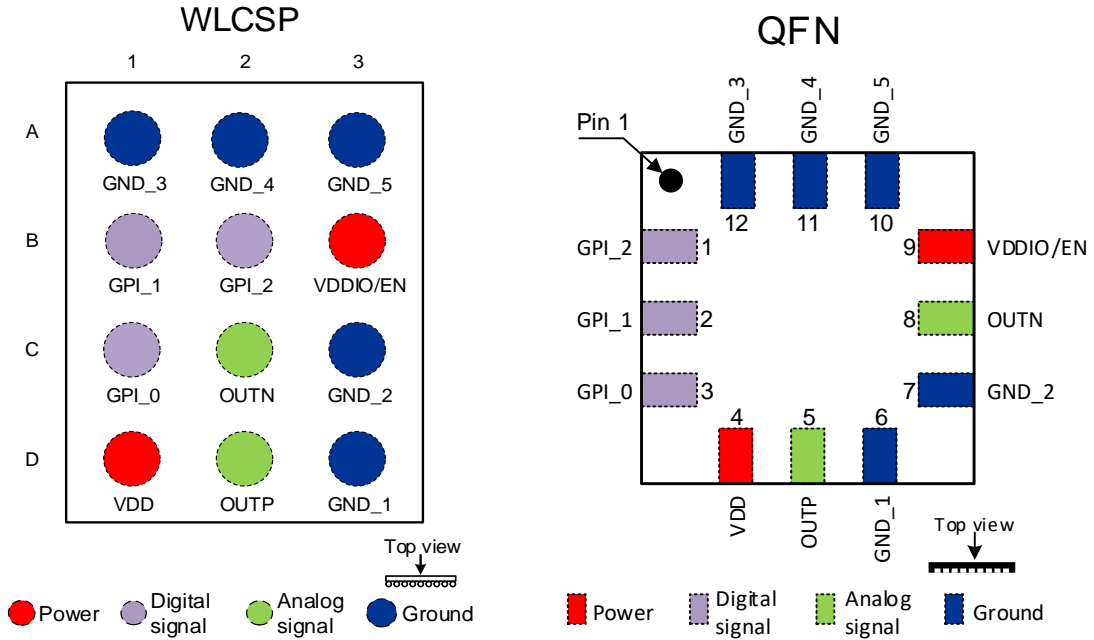 WLCSP
1 2 3
A
GND_3 GND_4 GND_5
B
GPI_1 GPI_2 VDDIO/EN
C
GPI_0 OUTN GND_2
D
VDD OUTP GND_1
Top view
Power
Digital
signal
Analog
signal
Ground
QFN
Pin 1
GND_3
GND_4
GND_5
12 11 10
GPI_2 1 9 VDDIO/EN
GPI_1 2 8 OUTN
GPI_0 3 7 GND_2
4 5 6
VDD
OUTP
GND_1
Top view
Power
Digital
signal
Analog
signal
Ground